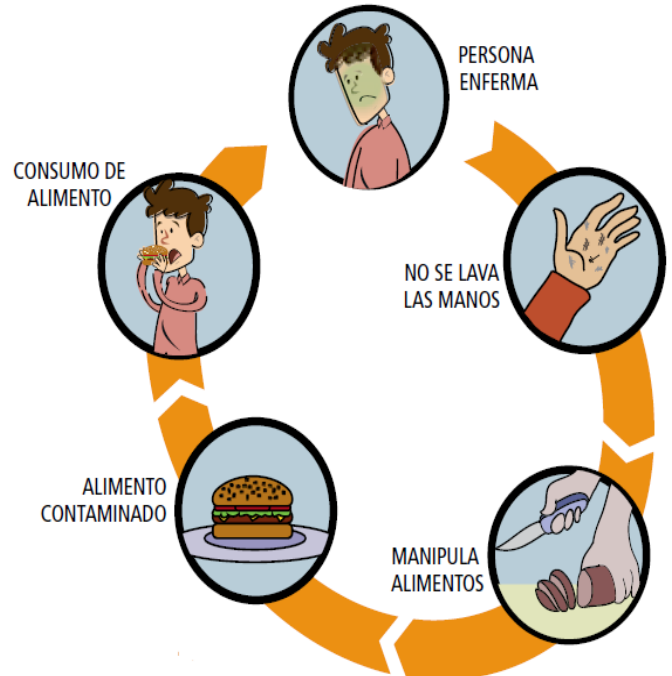 PERSONA
ENFERMA
NO SE LAVA
LAS MANOS
MANIPULA
ALIMENTOS
ALIMENTO
CONTAMINADO
CONSUMO DE
ALIMENTO